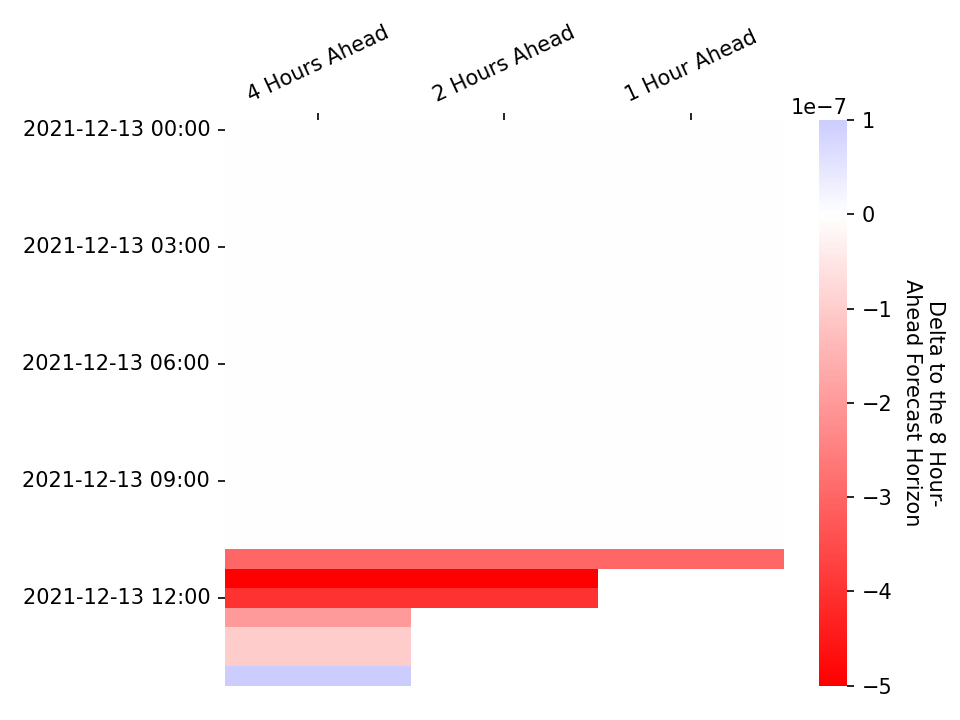 4 Hours Ahead
2 Hours Ahead
1 Hour Ahead
2021-12-13 00:00
2021-12-13 03:00
2021-12-13 06:00
2021-12-13 09:00
2021-12-13 12:00
1e−7
1
0
−1
−2
−3
−4
−5
Delta to the 8 Hour-
Ahead Forecast Horizon